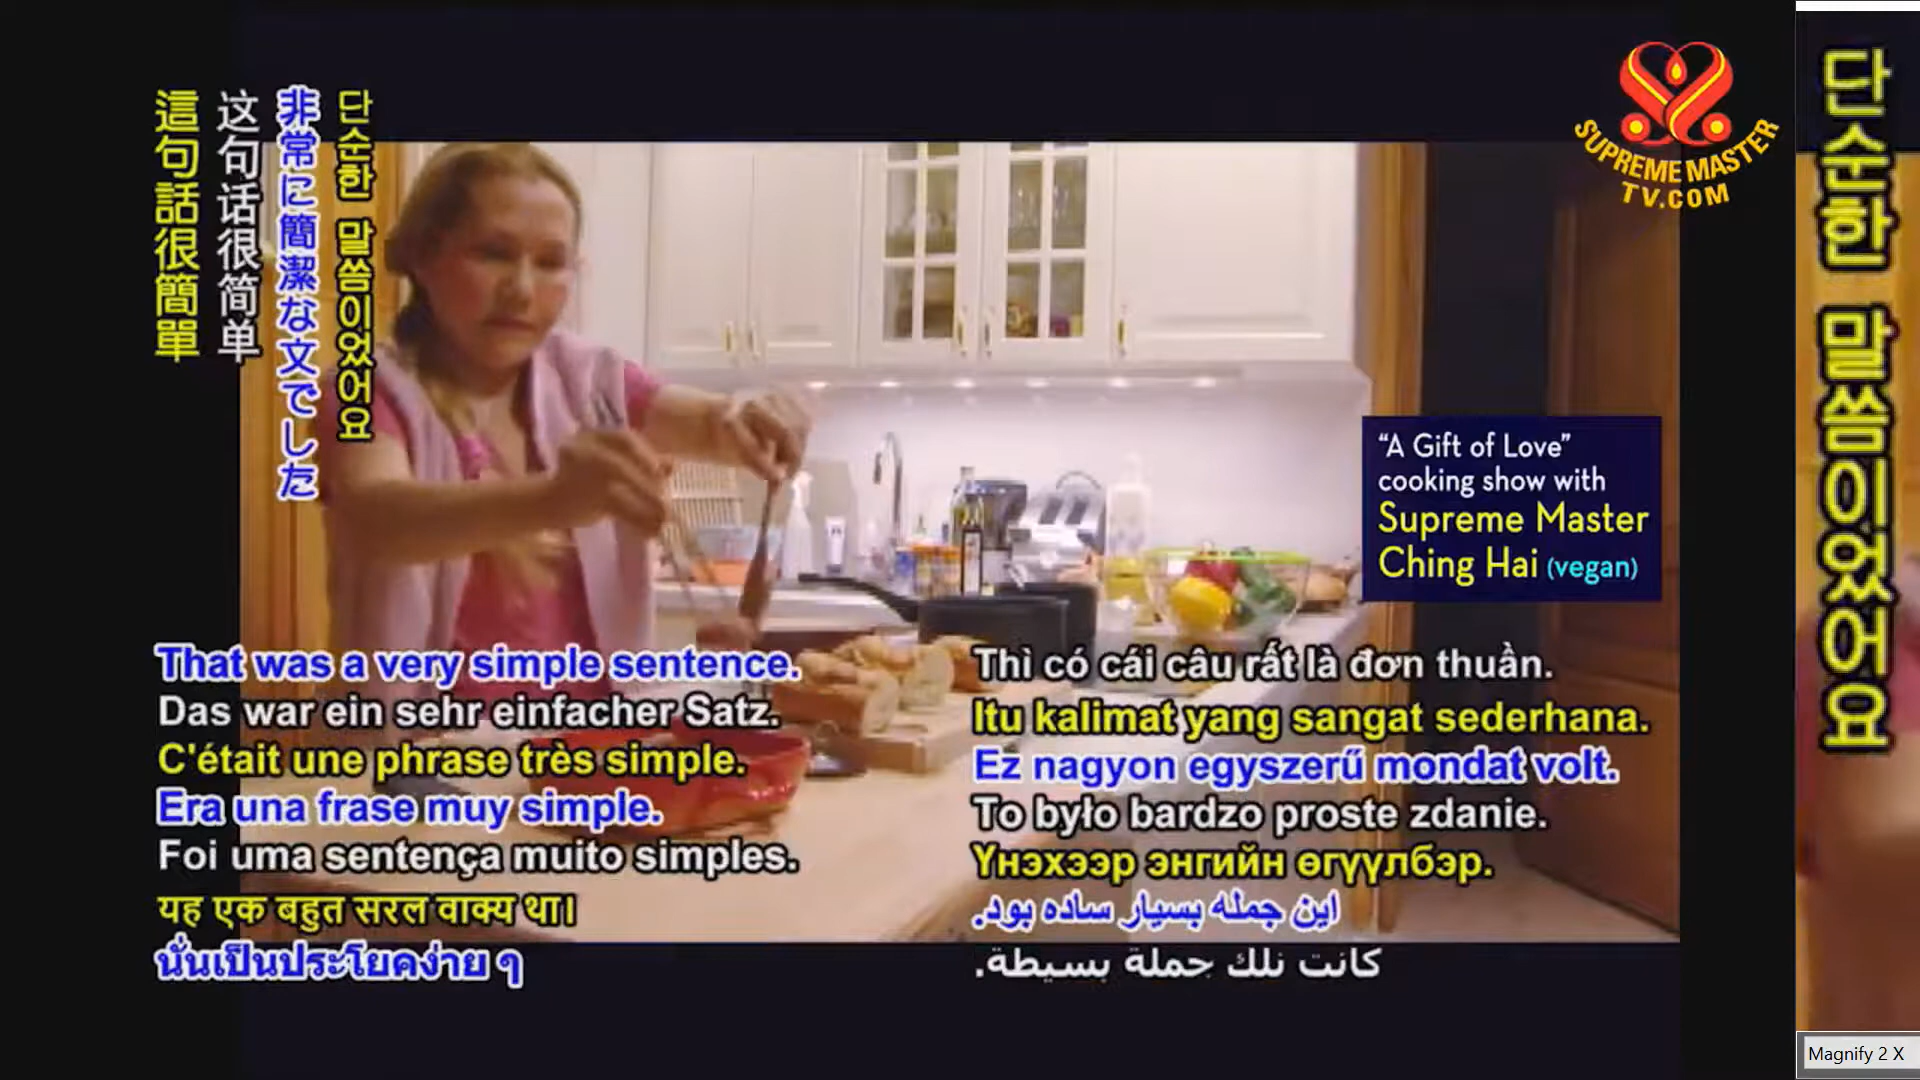 這句話很簡單
这句话很简单
非常に簡潔な文でした
단순한 말씀이었어요
SUPREME MASTER
TV.COM
“A Gift of Love”
cooking show with
Supreme Master
Ching Hai (vegan)
That was a very simple sentence.
Das war ein sehr einfacher Satz.
C'était une phrase très simple.
Era una frase muy simple.
Foi uma sentença muito simples.
यह एक बहुत सरल वाक्य था।
นั่นเป็นประโยคง่าย ๆ
Thì có cái câu rất là đơn thuần.
Itu kalimat yang sangat sederhana.
Ez nagyon egyszerű mondat volt.
To było bardzo proste zdanie.
Үнэхээр энгийн өгүүлбэр.
این جمله بسیار ساده بود.
كانت تلك جملة بسيطة.
단순한 말씀이었어요
Magnify 2 X